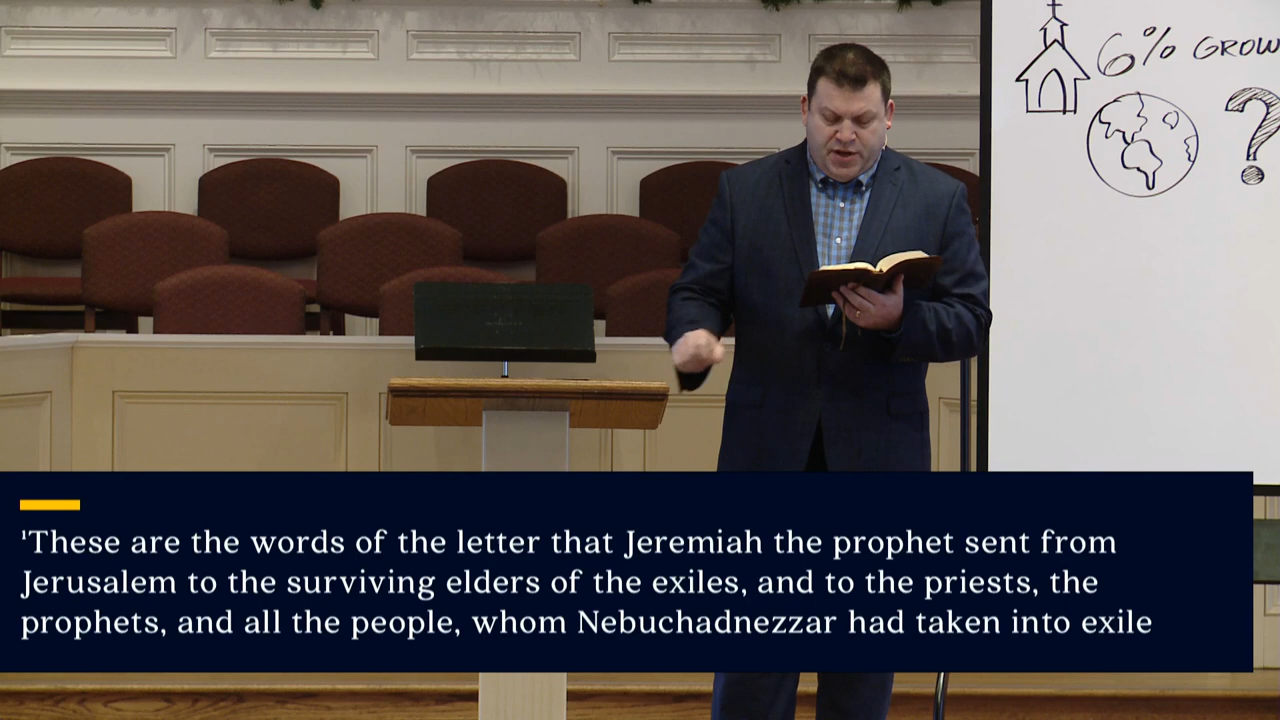 6% GROW
?
¹These are the words of the letter that Jeremiah the prophet sent from
Jerusalem to the surviving elders of the exiles, and to the priests, the
prophets, and all the people, whom Nebuchadnezzar had taken into exile